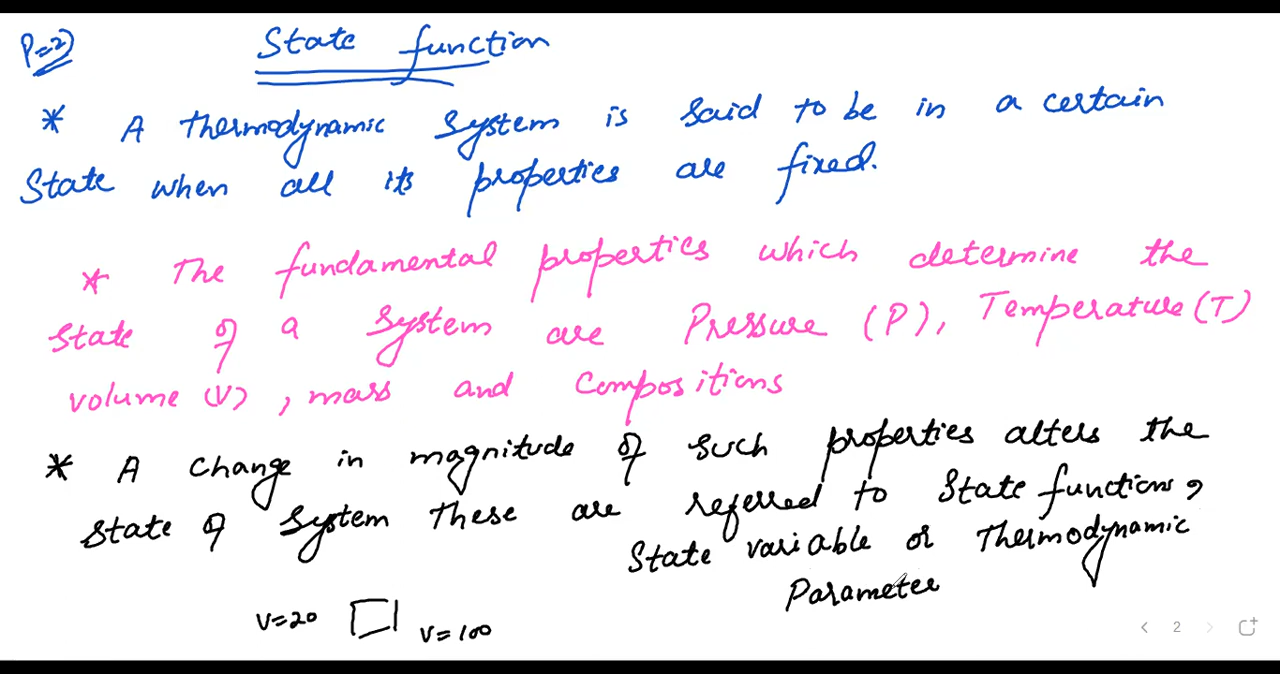 P=2)
State function
* A Thermodynamic System is Said to be in a certain
State when all its properties are fixed.
* The fundamental properties which determine the
State of a System are Pressure (P), Temperature (T)
volume (V), mass and Compositions
* A change in magnitude of Such properties alters the
State of System These are referred to State functions,
State variable or Thermodynamic
Parameter
V=20
V=100
2